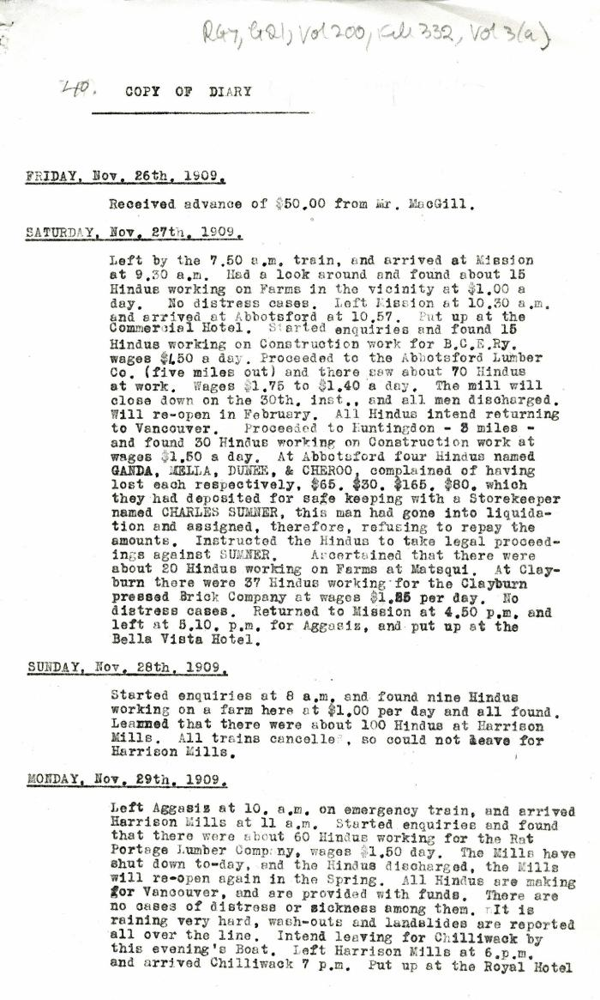 RG7, G21, Vol 200, File 332, Vol 3(a)
40. COPY OF DIARY
FRIDAY, Nov. 26th. 1909.
Received advance of $50.00 from Mr. MacGill.
SATURDAY, Nov. 27th. 1909.
Left by the 7.50 a.m. train, and arrived at Mission
at 9.30 a.m. Had a look around and found about 15
Hindus working on Farms in the vicinity at $1.00 a
day. No distress cases. Left Mission at 10.30 a.m.
and arrived at Abbotsford at 10.57. Put up at the
Commercial Hotel. Started enquiries and found 15
Hindus working on Construction work for B.C.E.Ry.
wages $1.50 a day. Proceeded to the Abbotsford Lumber
Co. (five miles out) and there saw about 70 Hindus
at work. Wages $1.75 to $1.40 a day. The mill will
close down on the 30th. inst., and all men discharged.
Will re-open in February. All Hindus intend returning
to Vancouver. Proceeded to Huntingdon - 3 miles -
and found 30 Hindus working on Construction work at
wages $1.50 a day. At Abbotsford four Hindus named
GANDA, MELLA, DUNEE, & CHEROO, complained of having
lost each respectively, $65. $30. $165. $80. which
they had deposited for safe keeping with a Storekeeper
named CHARLES SUMNER, this man had gone into liquida-
tion and assigned, therefore, refusing to repay the
amounts. Instructed the Hindus to take legal proceed-
ings against SUMNER. Ascertained that there were
about 20 Hindus working on Farms at Matsqui. At Clay-
burn there were 37 Hindus working for the Clayburn
pressed Brick Company at wages per day. No
distress cases. Returned to Mission at 4.50 p.m. and
left at 5.10. p.m. for Aggasiz, and put up at the
Bella Vista Hotel.
SUNDAY, Nov. 28th. 1909.
Started enquiries at 8 a.m. and found nine Hindus
working on a farm here at $1.00 per day and all found.
Learned that there were about 100 Hindus at Harrison
Mills. All trains cancelled, so could not leave for
Harrison Mills.
MONDAY, Nov. 29th. 1909.
Left Aggasiz at 10. a.m. on emergency train, and arrived
Harrison Mills at 11 a.m. Started enquiries and found
that there were about 60 Hindus working for the Rat
Portage Lumber Company, wages $1.50 day. The Mills have
shut down to-day, and the Hindus discharged, the Mills
will re-open again in the Spring. All Hindus are making
for Vancouver, and are provided with funds. There are
no cases of distress or sickness among them. It is
raining very hard, wash-outs and landslides are reported
all over the line. Intend leaving for Chilliwack by
this evening's Boat. Left Harrison Mills at 6.p.m.
and arrived Chilliwack 7 p.m. Put up at the Royal Hotel